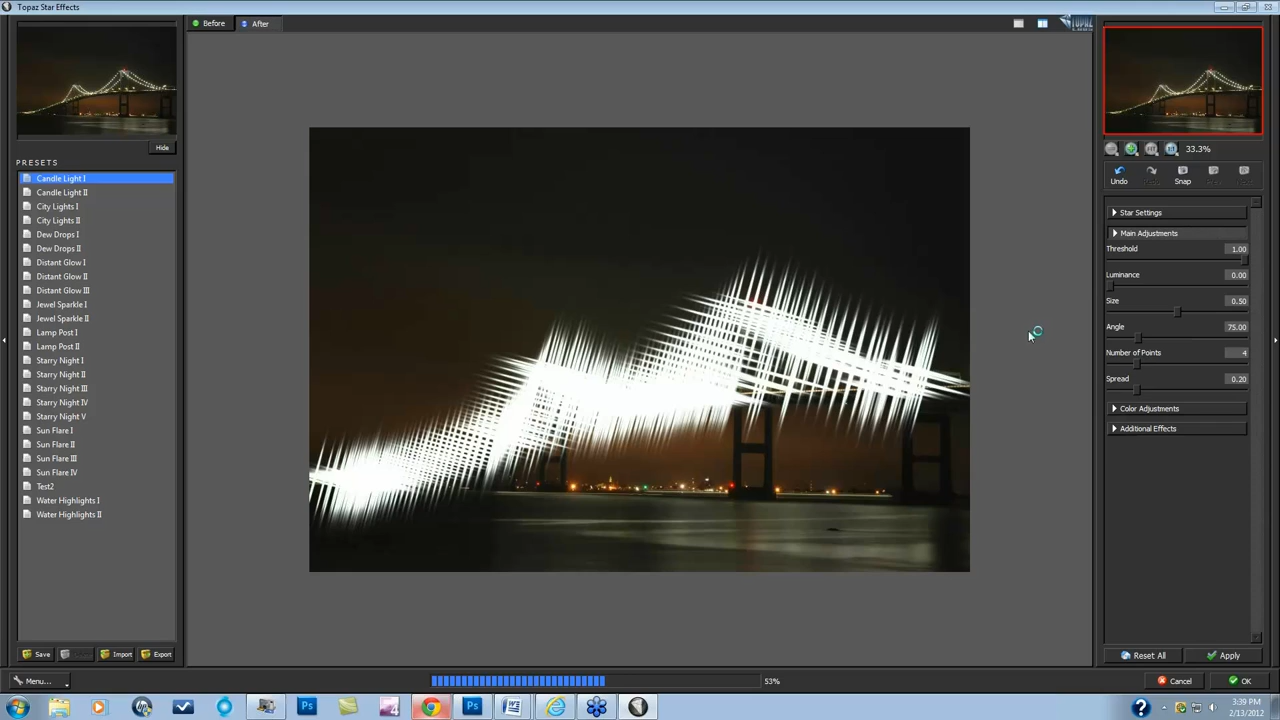 Topaz Star Effects
Before
After
TOPAZ
LABS
Hide
PRESETS
Candle Light I
Candle Light II
City Lights I
City Lights II
Dew Drops I
Dew Drops II
Distant Glow I
Distant Glow II
Distant Glow III
Jewel Sparkle I
Jewel Sparkle II
Lamp Post I
Lamp Post II
Starry Night I
Starry Night II
Starry Night III
Starry Night IV
Starry Night V
Sun Flare I
Sun Flare II
Sun Flare III
Sun Flare IV
Test2
Water Highlights I
Water Highlights II
Save
Import
Export
33.3%
Undo
Snap
Star Settings
Main Adjustments
Threshold 1.00
Luminance 0.00
Size 0.50
Angle 75.00
Number of Points 4
Spread 0.20
Color Adjustments
Additional Effects
Reset All
Apply
Menu...
53%
Cancel
OK
3:39 PM
2/13/2012